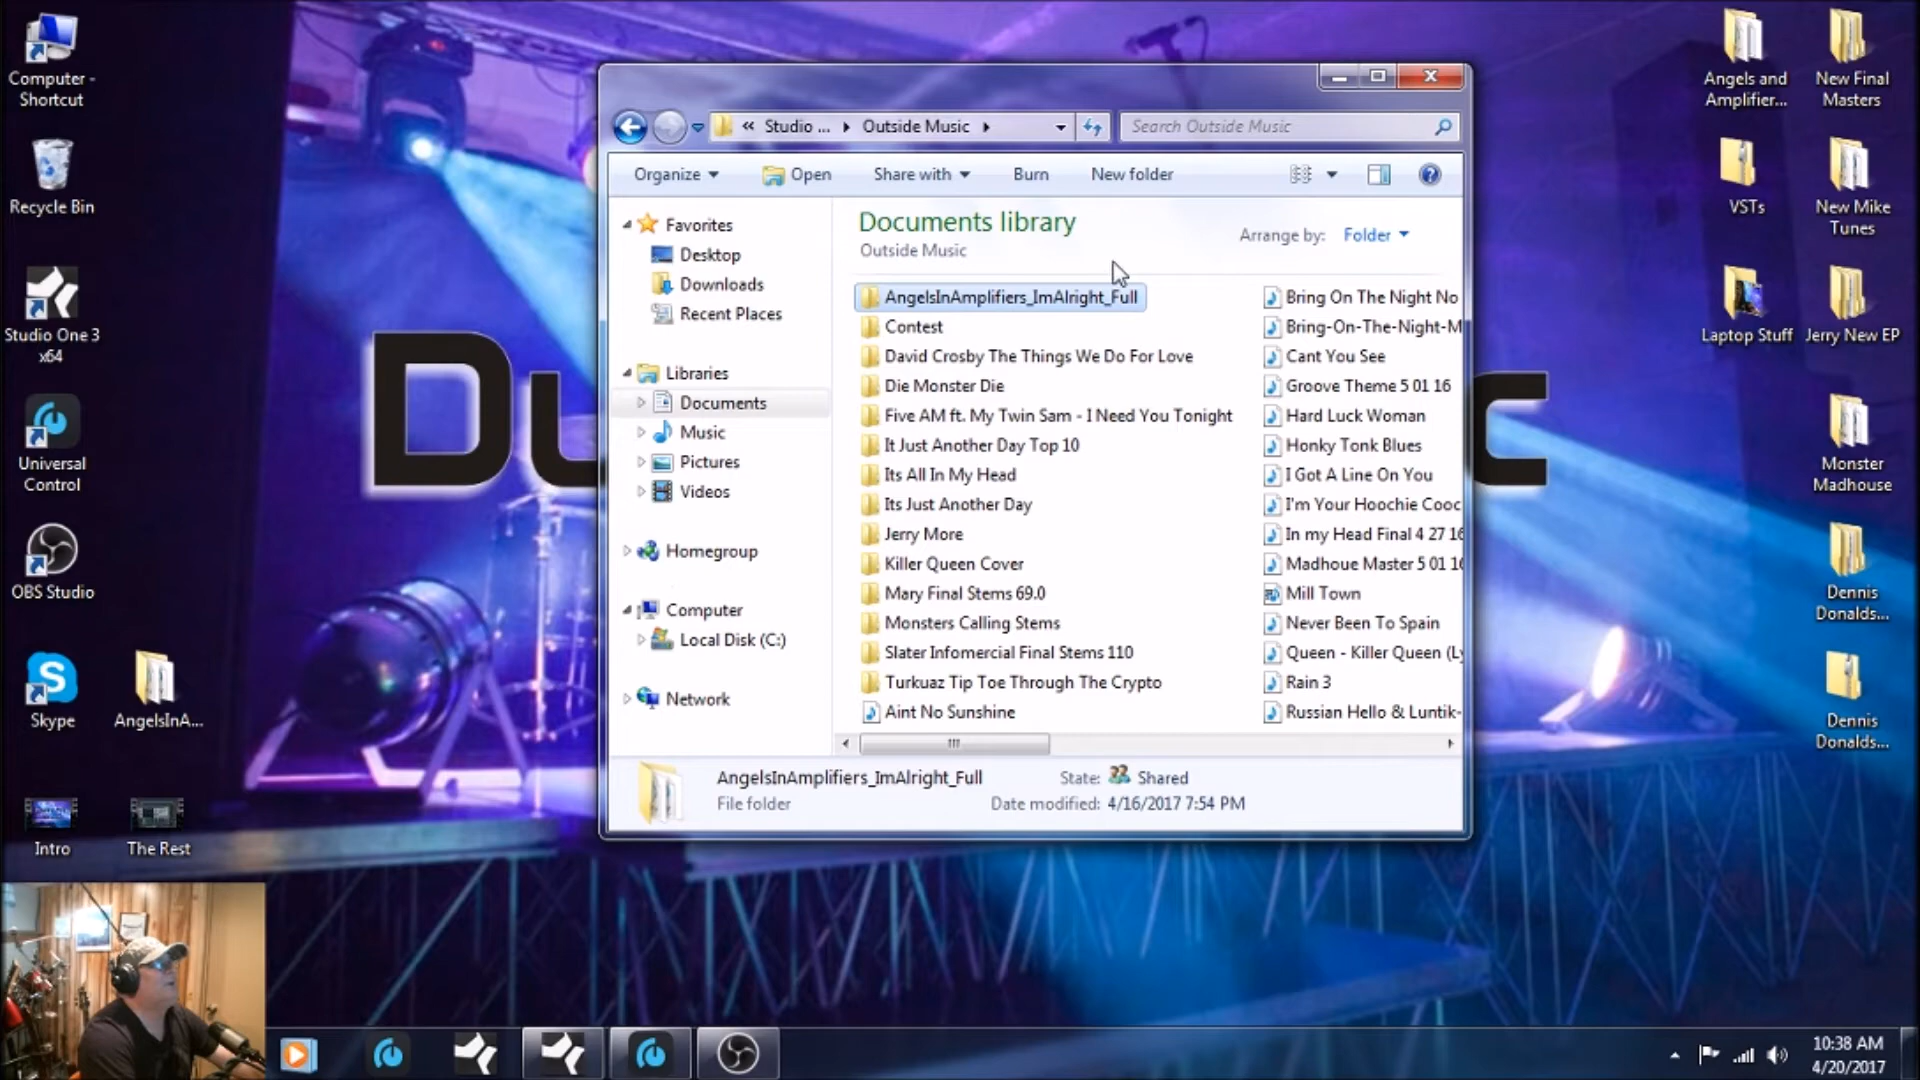 Computer -
Shortcut
Recycle Bin
Studio One 3
x64
Universal
Control
OBS Studio
Skype
AngelsInA...
Intro
The Rest
« Studio ... Outside Music
Search Outside Music
Organize
Open
Share with
Burn
New folder
Favorites
Desktop
Downloads
Recent Places
Libraries
Documents
Music
Pictures
Videos
Homegroup
Computer
Local Disk (C:)
Network
Documents library
Outside Music
Arrange by: Folder
AngelsInAmplifiers_ImAlright_Full
Contest
David Crosby The Things We Do For Love
Die Monster Die
Five AM ft. My Twin Sam - I Need You Tonight
It Just Another Day Top 10
Its All In My Head
Its Just Another Day
Jerry More
Killer Queen Cover
Mary Final Stems 69.0
Monsters Calling Stems
Slater Infomercial Final Stems 110
Turkuaz Tip Toe Through The Crypto
Aint No Sunshine
Bring On The Night No
Bring-On-The-Night-M
Cant You See
Groove Theme 5 01 16
Hard Luck Woman
Honky Tonk Blues
I Got A Line On You
I'm Your Hoochie Cooc
In my Head Final 4 27 16
Madhoue Master 5 01 16
Mill Town
Never Been To Spain
Queen - Killer Queen (Ly
Rain 3
Russian Hello & Luntik-
AngelsInAmplifiers_ImAlright_Full
State: Shared
File folder
Date modified: 4/16/2017 7:54 PM
Angels and
Amplifier...
New Final
Masters
VSTs
New Mike
Tunes
Laptop Stuff
Jerry New EP
Monster
Madhouse
Dennis
Donalds...
Dennis
Donalds...
10:38 AM
4/20/2017